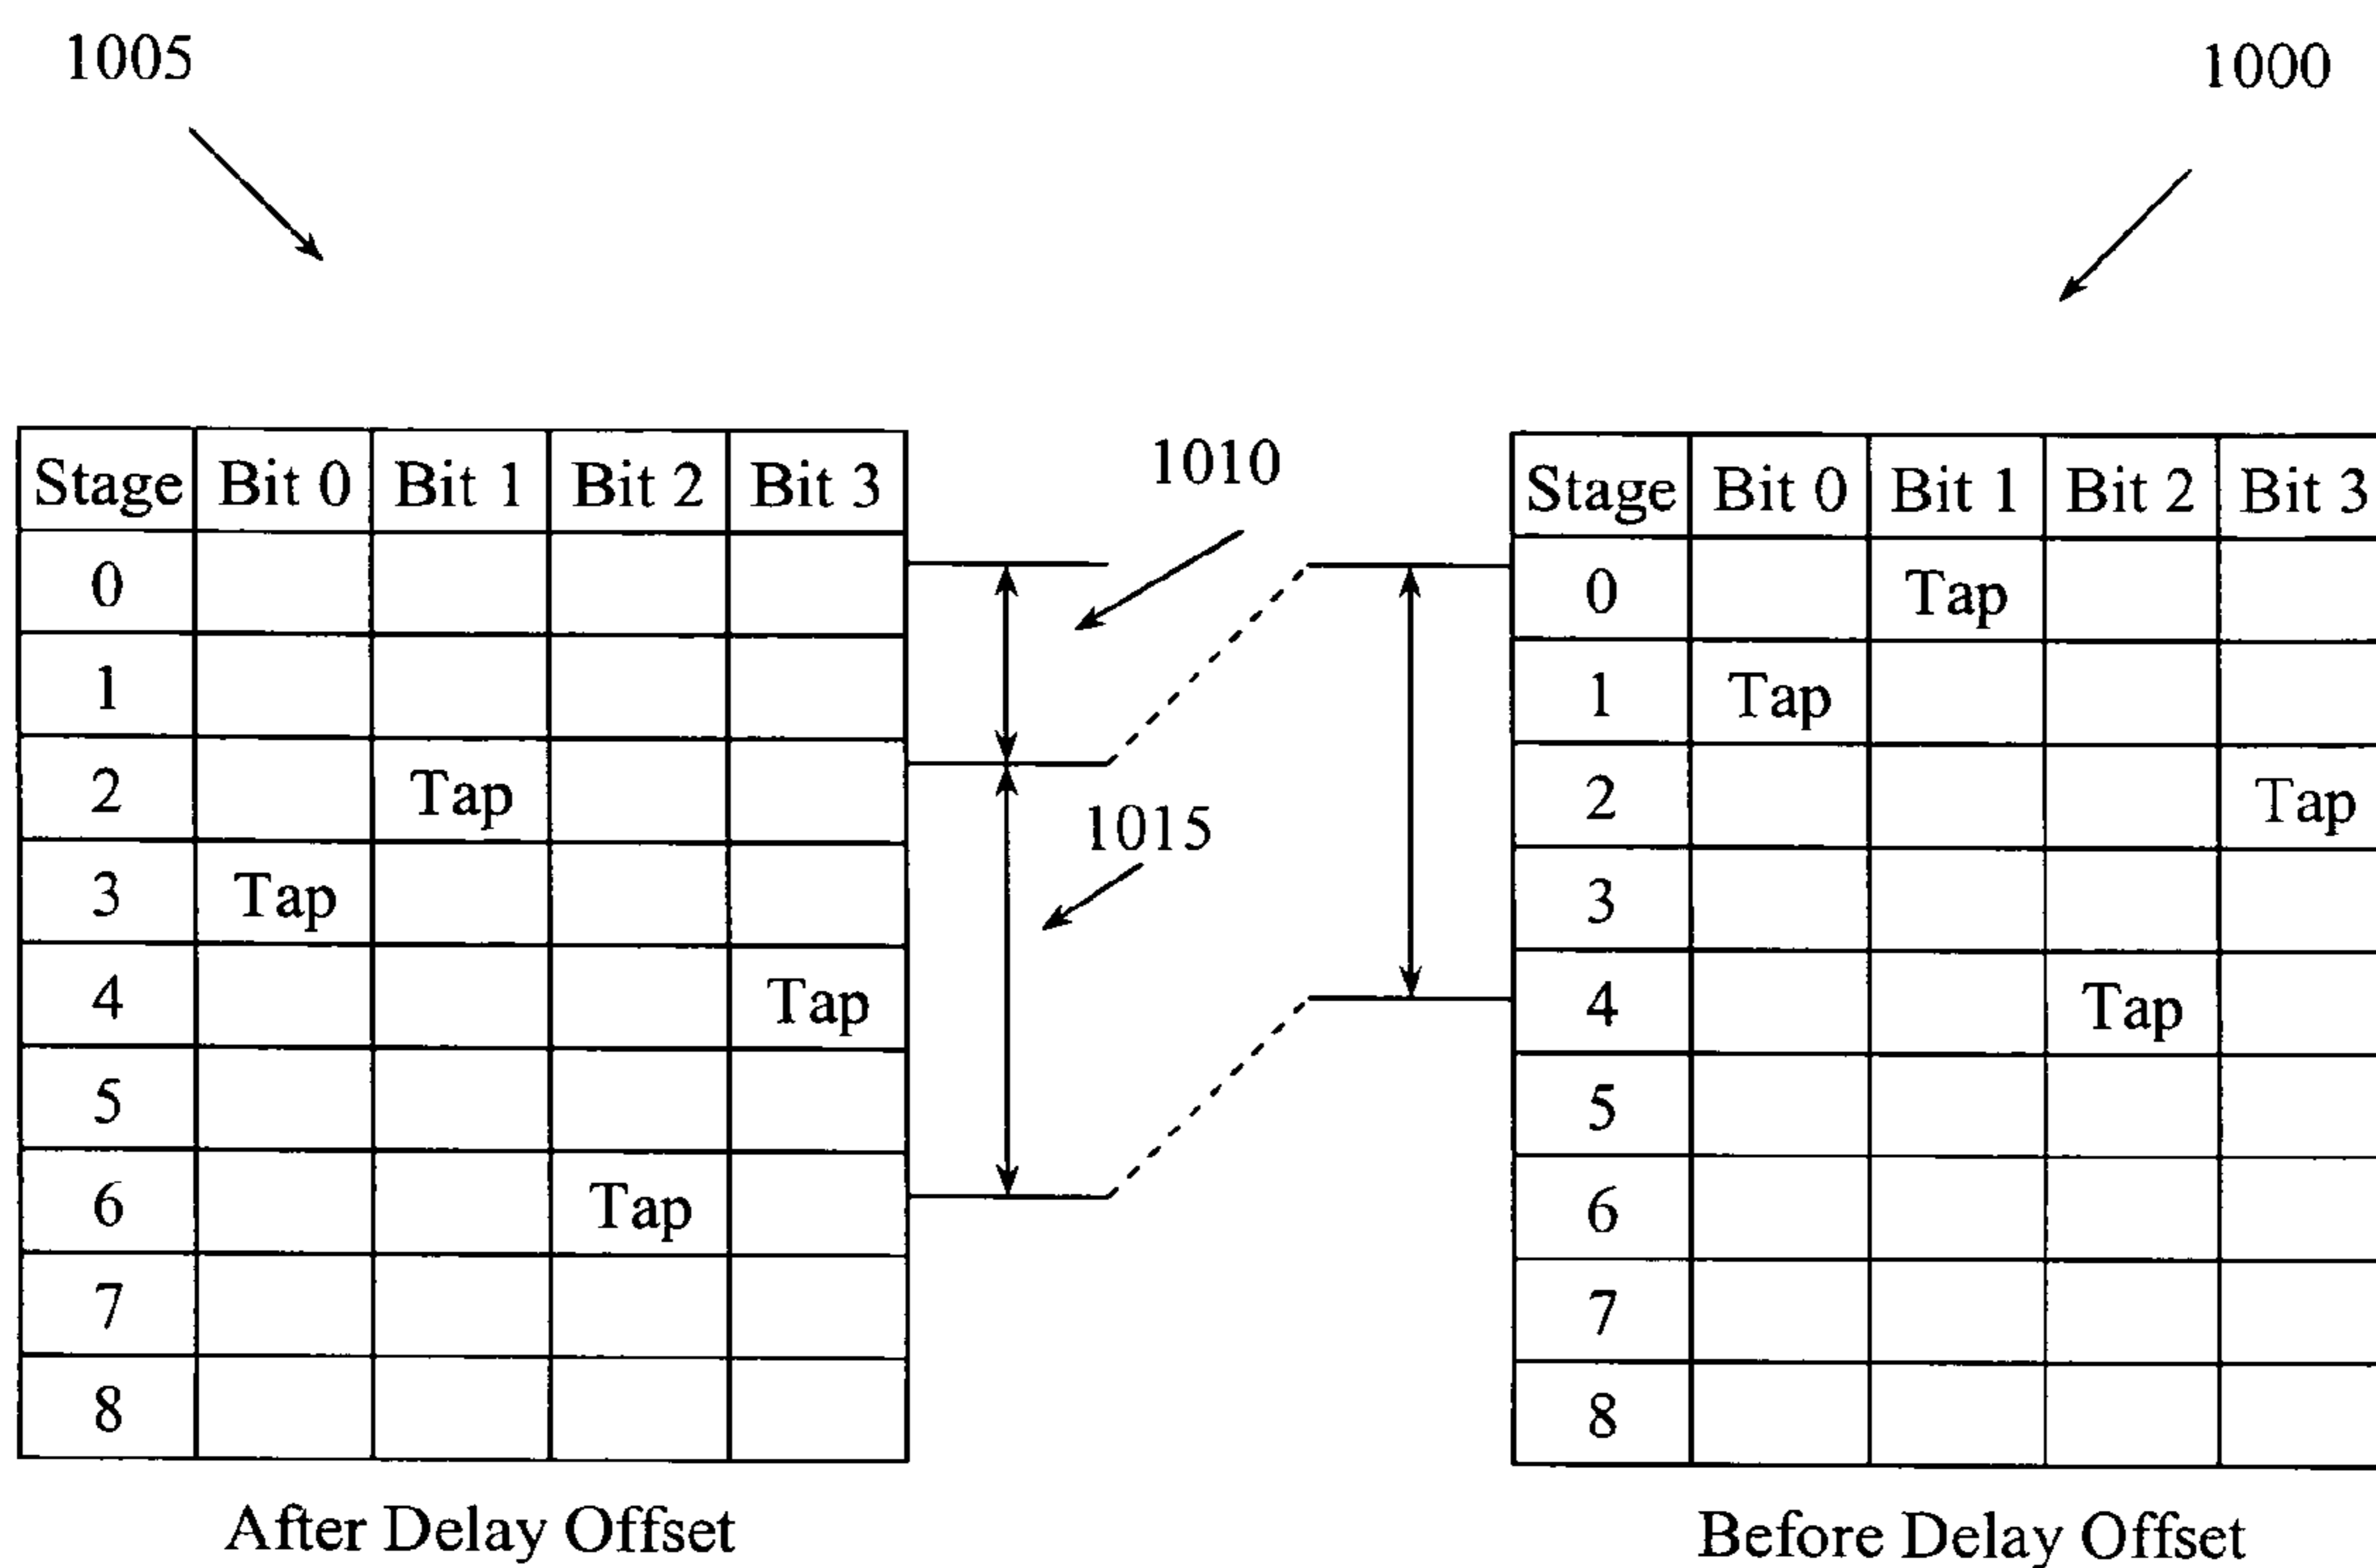 1005
1000
1010
1015
Stage Bit 0 Bit 1 Bit 2 Bit 3
0
1
2 Tap
3 Tap
4 Tap
5
6 Tap
7
8
After Delay Offset
Stage Bit 0 Bit 1 Bit 2 Bit 3
0 Tap
1 Tap
2 Tap
3
4 Tap
5
6
7
8
Before Delay Offset